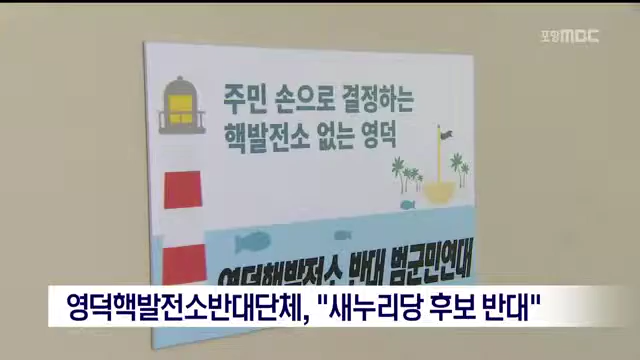 포항MBC
주민 손으로 결정하는
핵발전소 없는 영덕
영덕핵발전소 반대 범군민연대
영덕핵발전소반대단체, "새누리당 후보 반대"